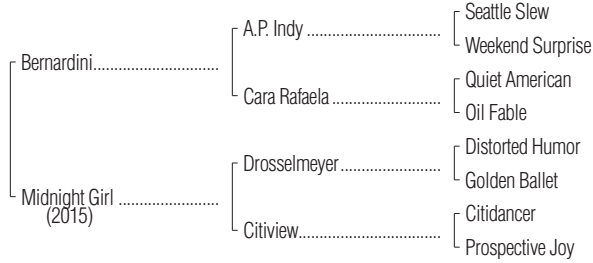 Seattle Slew
A.P. Indy ..................................
Weekend Surprise
Bernardini................................
Quiet American
Cara Rafaela ...........................
Oil Fable
Distorted Humor
Drosselmeyer.........................
Golden Ballet
Midnight Girl .........................
(2015)
Citidancer
Citiview....................................
Prospective Joy